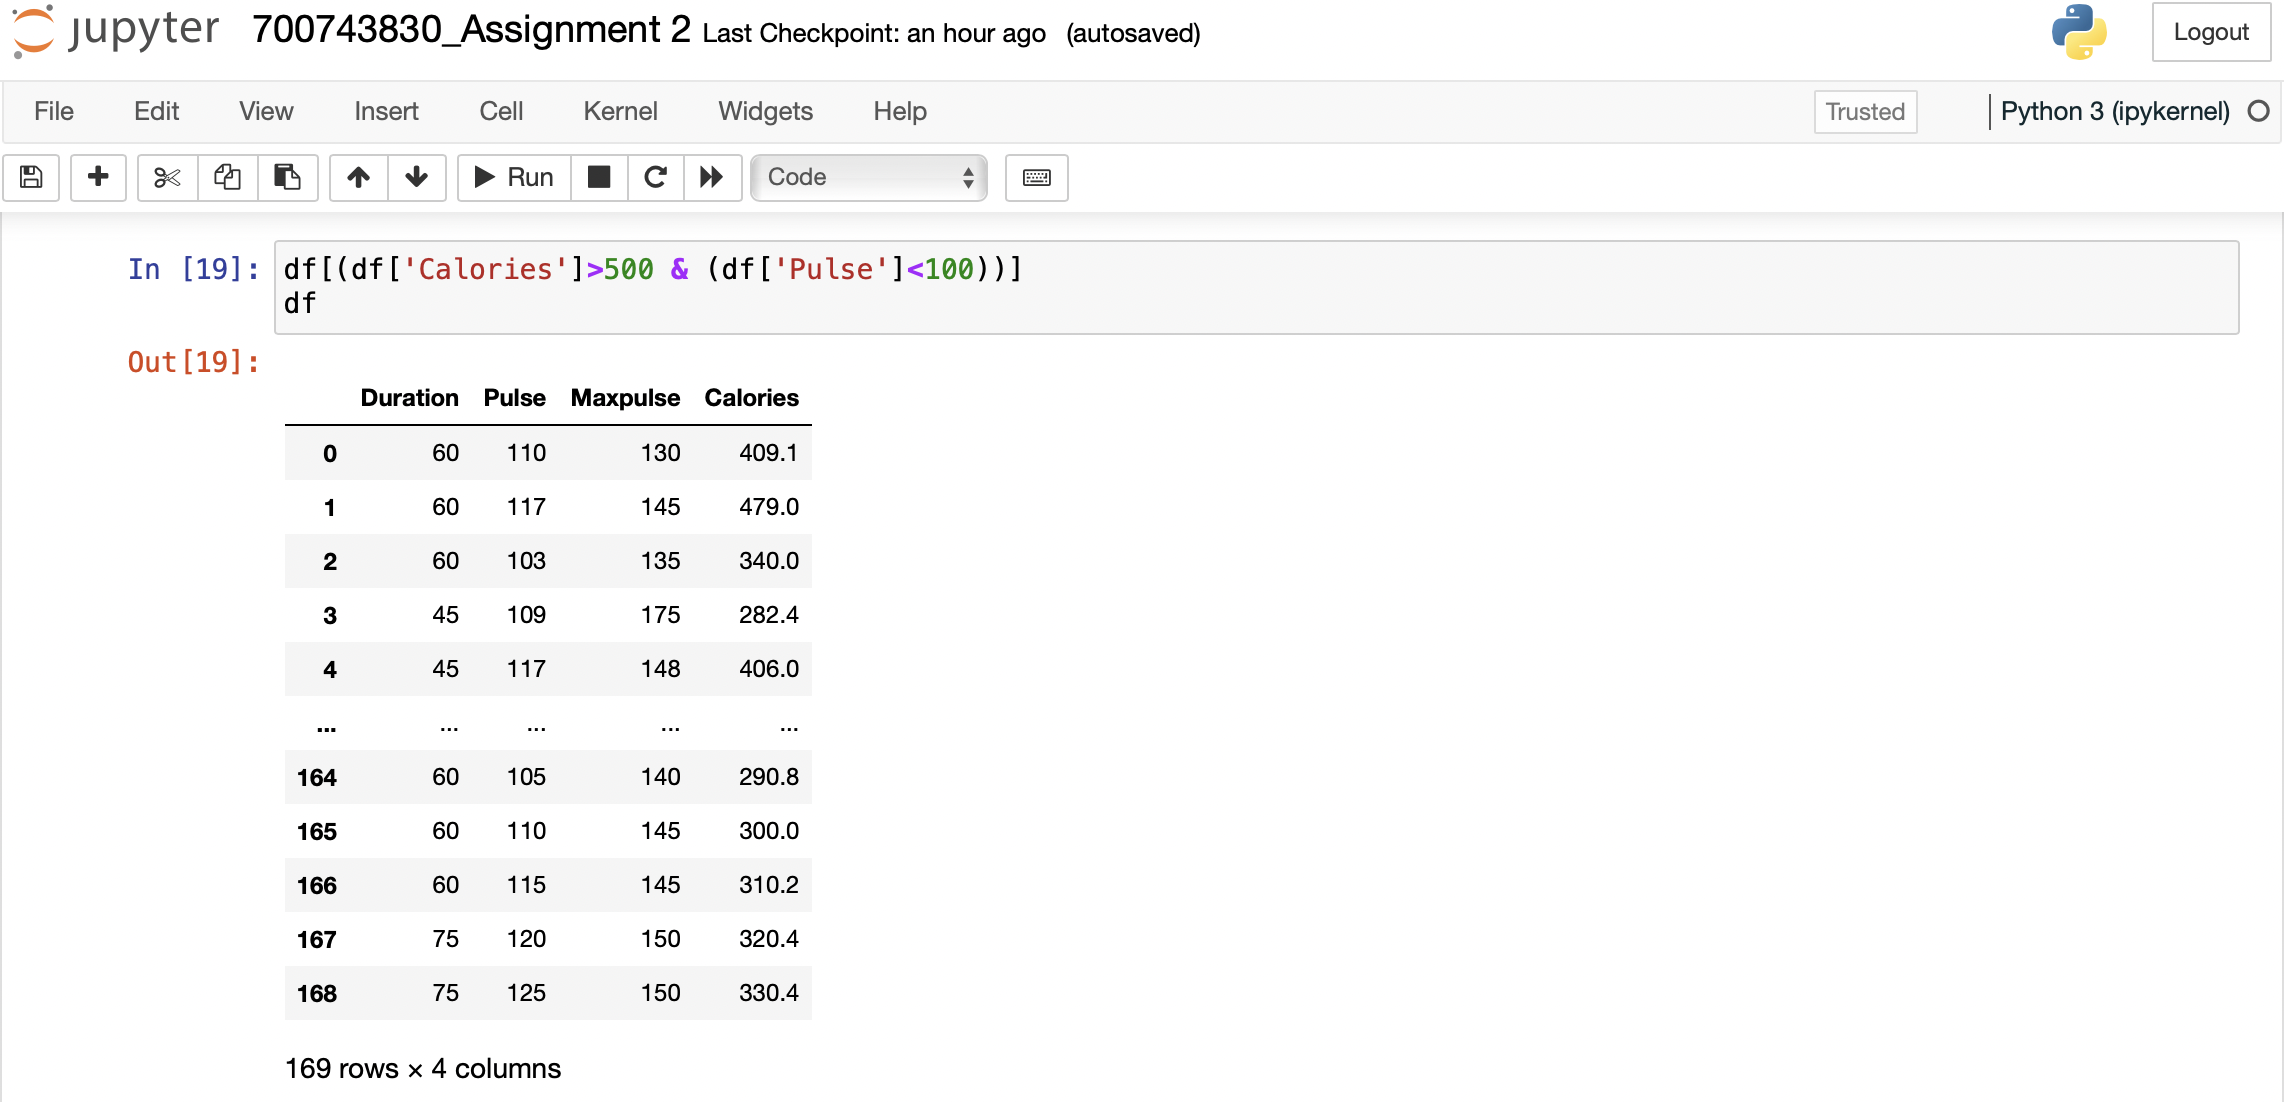 jupyter 700743830_Assignment 2 Last Checkpoint: an hour ago (autosaved) Logout
File Edit View Insert Cell Kernel Widgets Help Trusted Python 3 (ipykernel)
Run Code
In [19]: df[(df['Calories']>500 & (df['Pulse']<100))]
df
Out[19]:
Duration Pulse Maxpulse Calories
0 60 110 130 409.1
1 60 117 145 479.0
2 60 103 135 340.0
3 45 109 175 282.4
4 45 117 148 406.0
... ... ... ... ...
164 60 105 140 290.8
165 60 110 145 300.0
166 60 115 145 310.2
167 75 120 150 320.4
168 75 125 150 330.4
169 rows × 4 columns